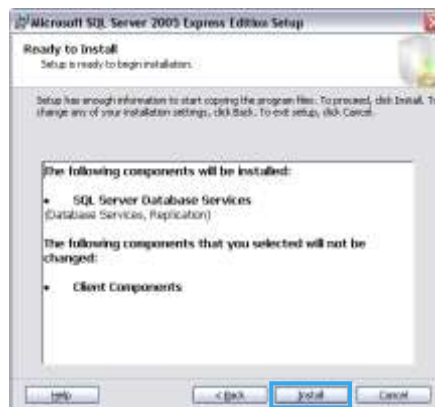 Microsoft SQL Server 2005 Express Edition Setup
Ready to Install
Setup is ready to begin installation.
Setup has enough information to start copying the program files. To proceed, click Install. To
change any of your installation settings, click Back. To exit setup, click Cancel.
The following components will be installed:
• SQL Server Database Services
(Database Services, Replication)
The following components that you selected will not be
changed:
• Client Components
Help
< Back
Install
Cancel